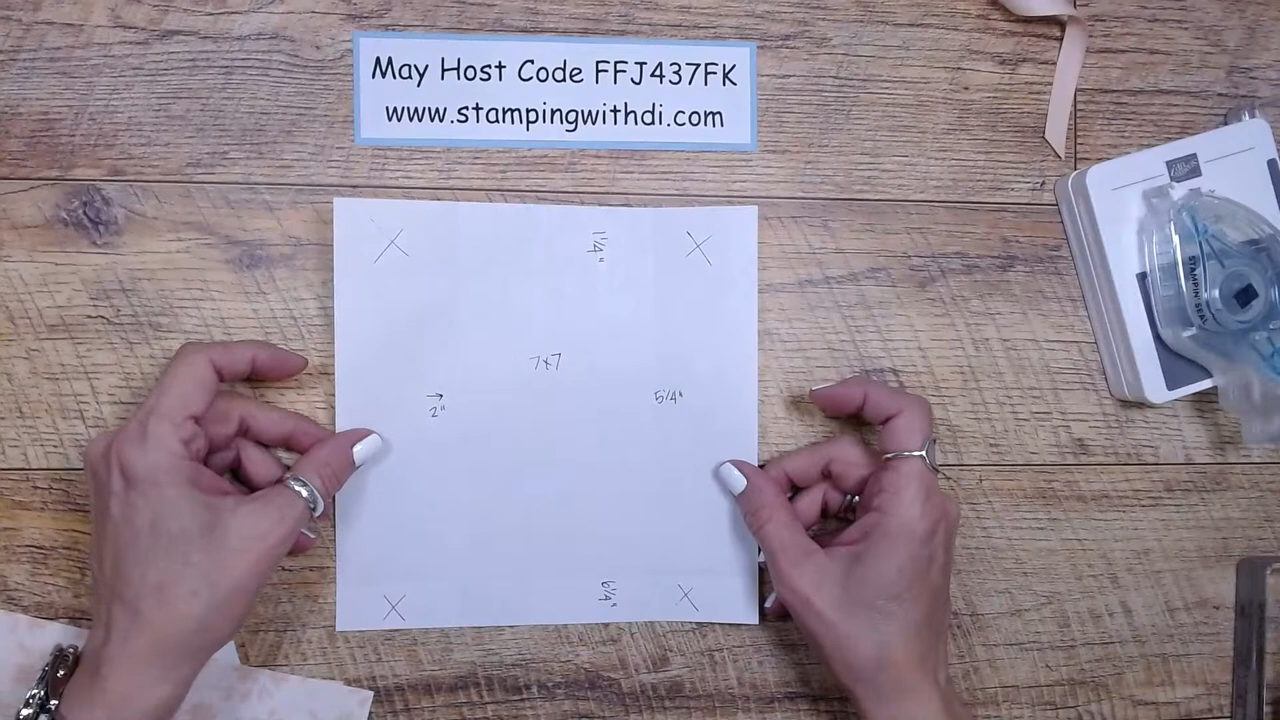 May Host Code FFJ437FK
www.stampingwithdi.com
X
1 1/4"
X
7x7
→
2"
5 1/4"
X
6 1/4"
X
STAMPIN' SEAL